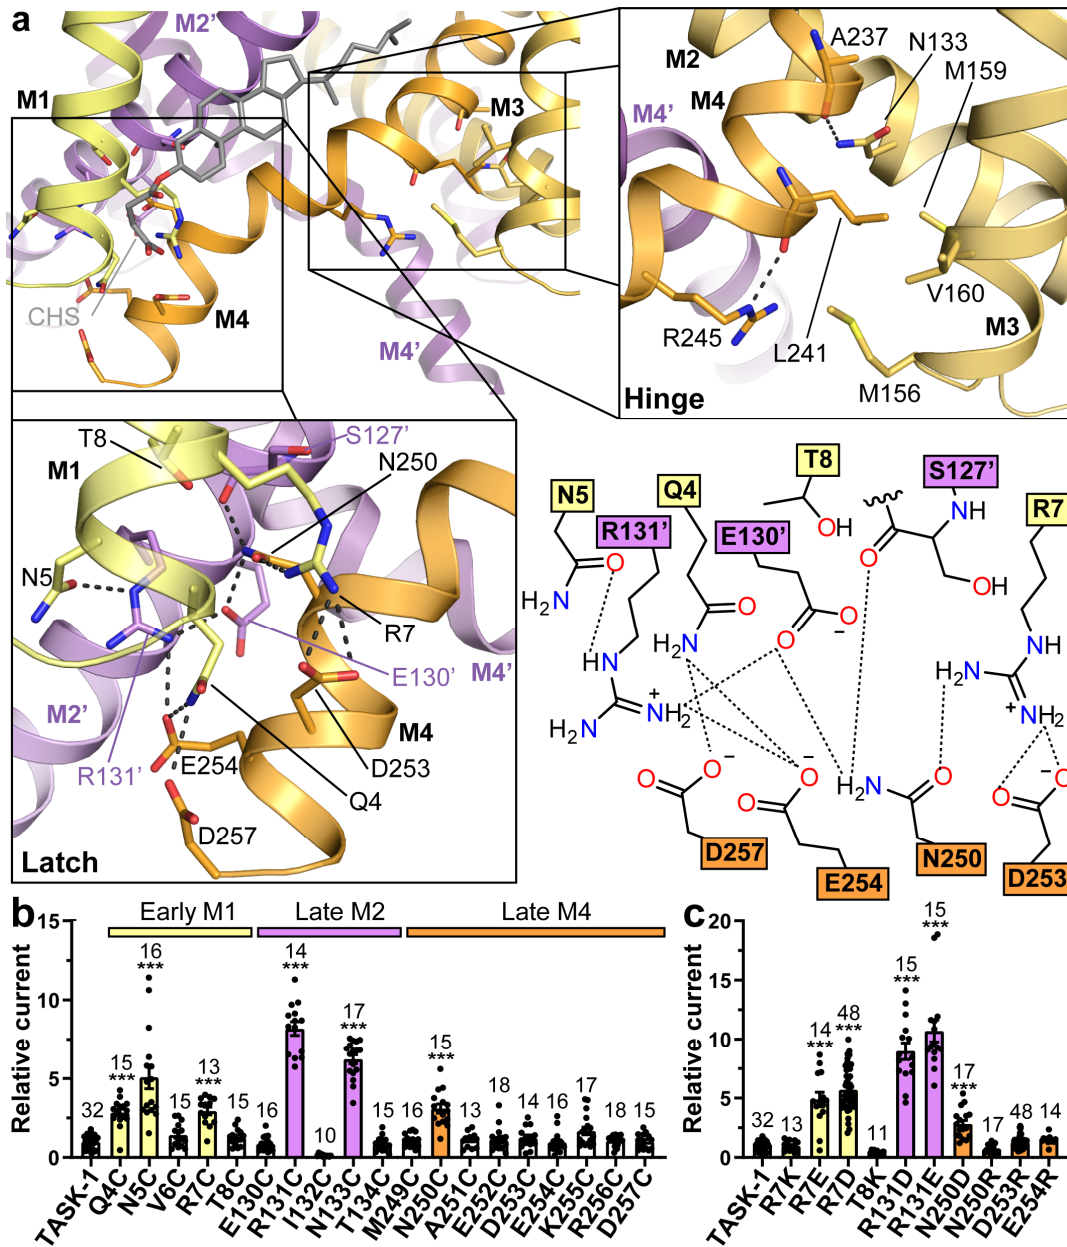 a
M2’
M1
M3
CHS
M4
M4’
M2
A237
N133
M159
M4
M4’
V160
R245
L241
M3
M156
Hinge
T8
S127’
M1
N250
N5
R7
E130’
M4’
M2’
M4
R131’
E254
D253
Q4
D257
Latch
T8
N5
Q4
S127’
R7
R131’
E130’
NH
OH
O
O
OH
H2N
O
O
−
O
NH
HN
H2N
H2N
+
H2N
NH2
+
NH2
O
−
O
−
H2N
O
−
O
O
O
O
D257
E254
N250
D253
b
Early M1
Late M2
Late M4
Relative current
15
10
5
0
32
15
***
16
***
15
13
***
15
16
14
***
10
17
***
15
16
15
***
13
18
14
16
17
18
15
TASK-1
Q4C
N5C
V6C
R7C
T8C
E130C
R131C
I132C
N133C
T134C
M249C
N250C
A251C
E252C
D253C
E254C
K255C
R256C
D257C
c
Relative current
20
15
10
5
0
32
13
14
***
48
***
11
15
***
15
***
17
***
17
48
14
TASK-1
R7K
R7E
R7D
T8K
R131D
R131E
N250D
N250R
D253R
E254R